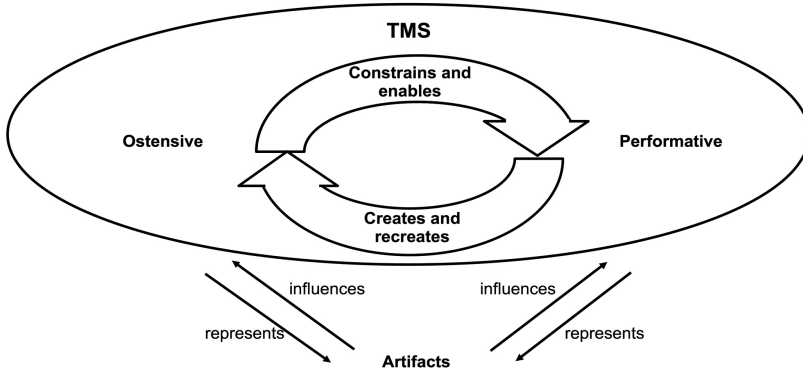 TMS
Constrains and
enables
Ostensive
Performative
Creates and
recreates
influences
influences
represents
represents
Artifacts